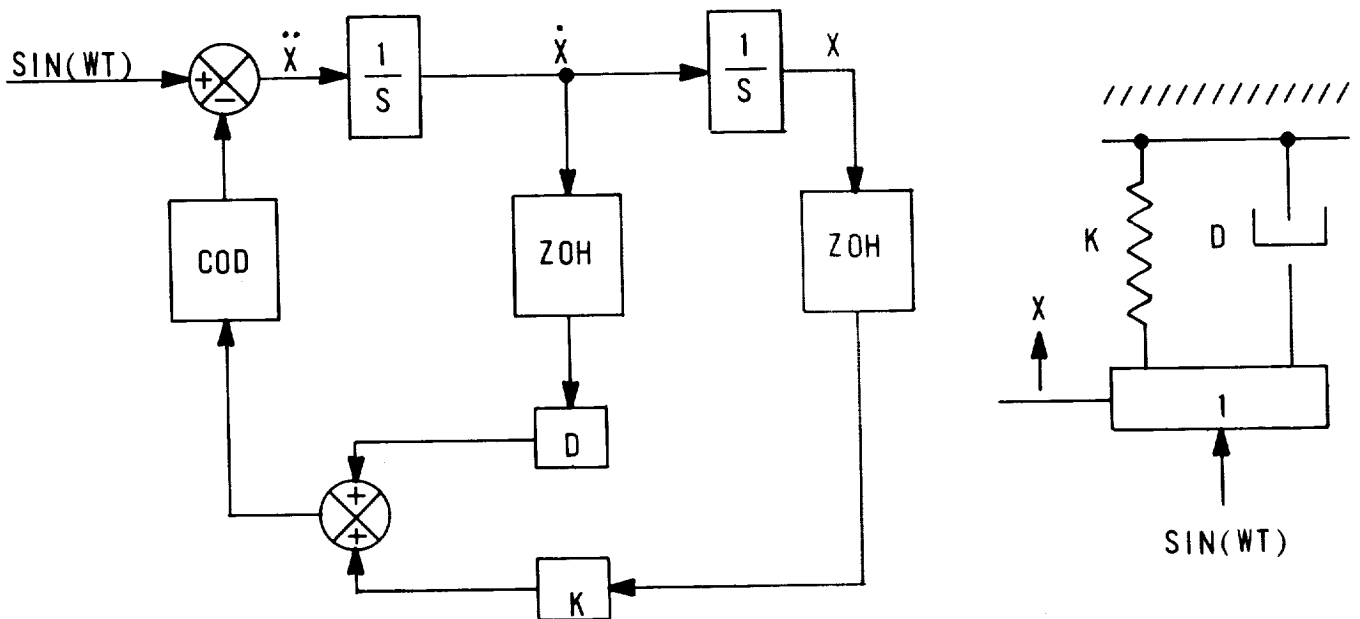 SIN(WT)
+
−
Ẍ
1
S
Ẋ
1
S
X
COD
ZOH
ZOH
D
+
+
K
K
D
X
1
SIN(WT)